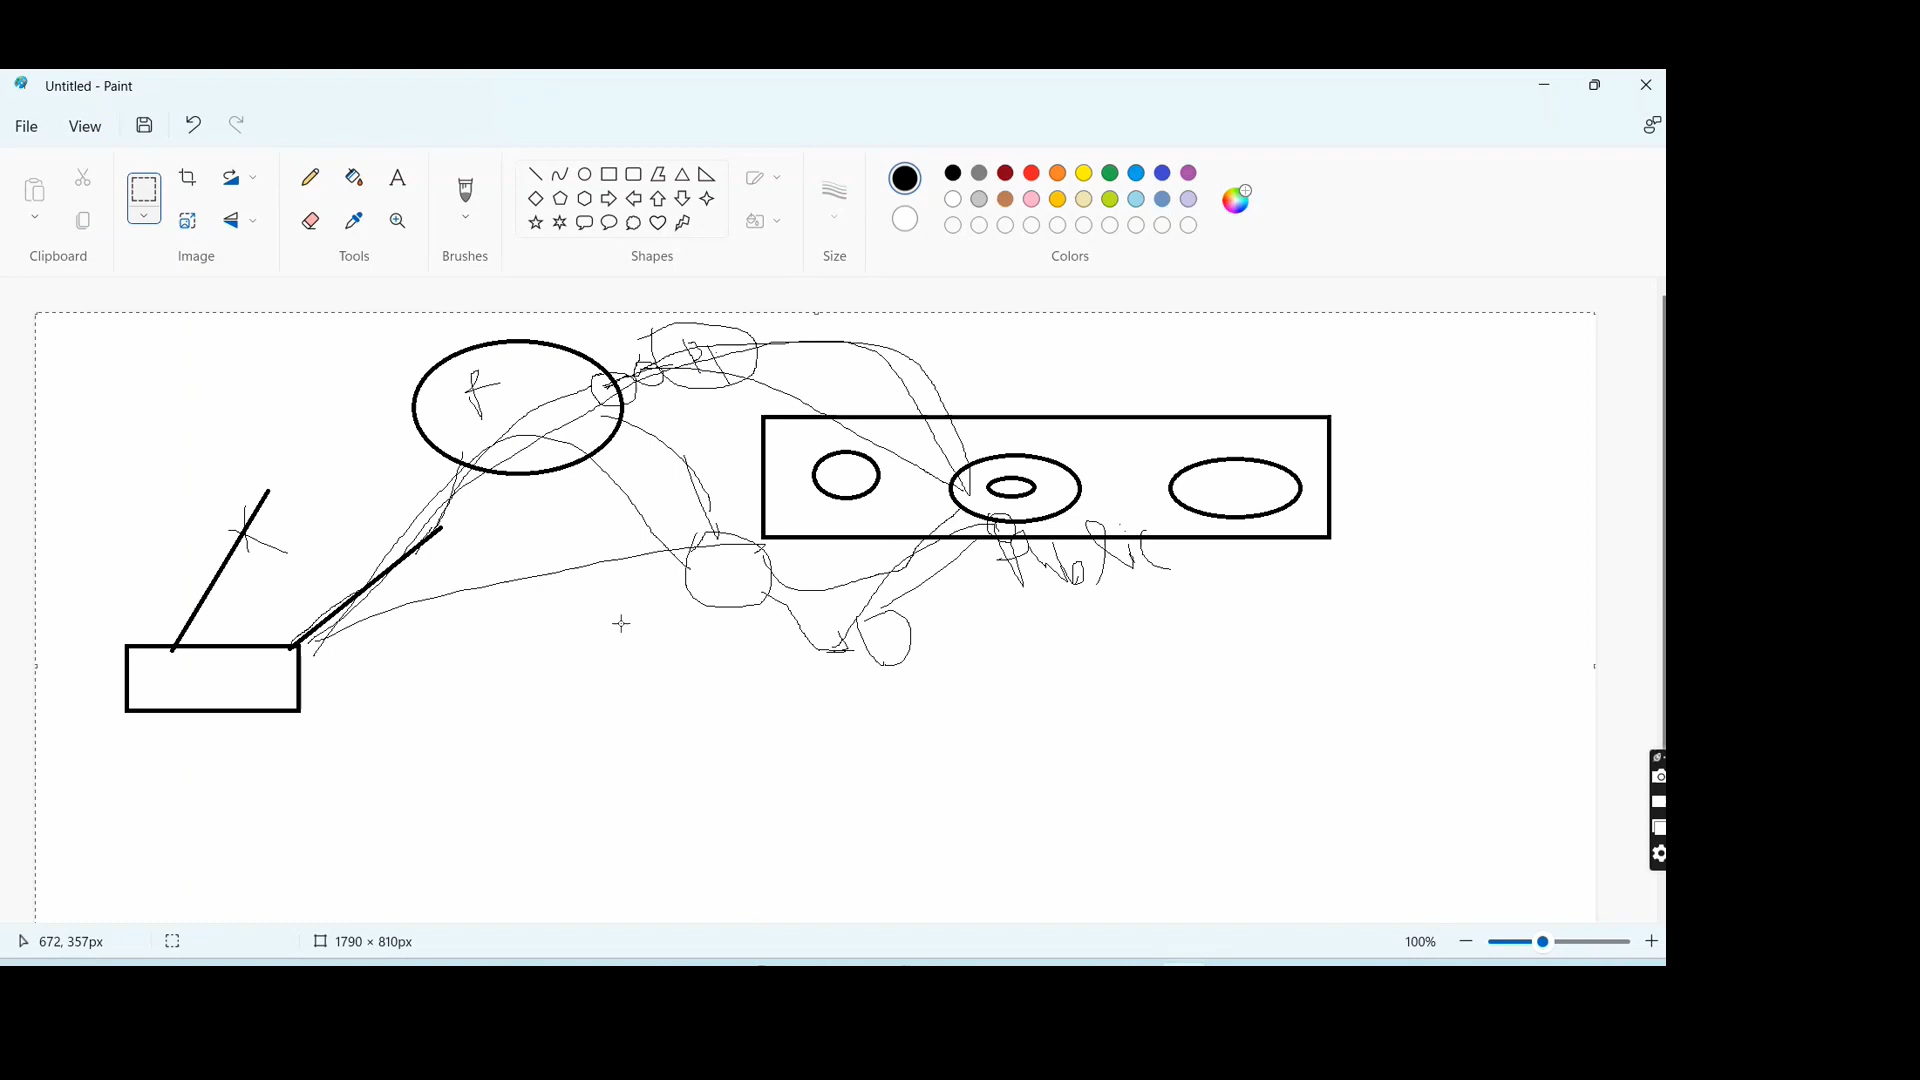 Untitled - Paint
File View
Clipboard Image Tools Brushes Shapes Size Colors
f
R
672, 357px 1790 × 810px 100%